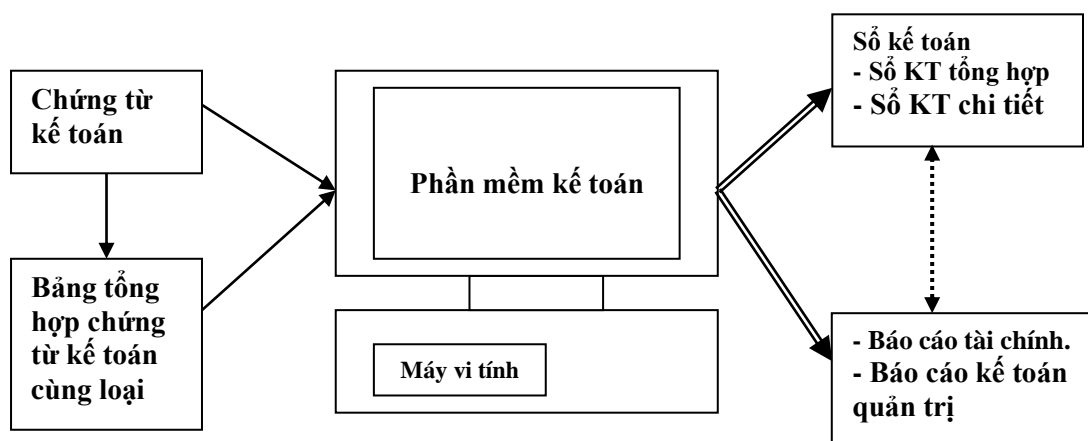 Chứng từ
kế toán
Bảng tổng
hợp chứng
từ kế toán
cùng loại
Phần mềm kế toán
Máy vi tính
Sổ kế toán
- Sổ KT tổng hợp
- Sổ KT chi tiết
- Báo cáo tài chính.
- Báo cáo kế toán
quản trị